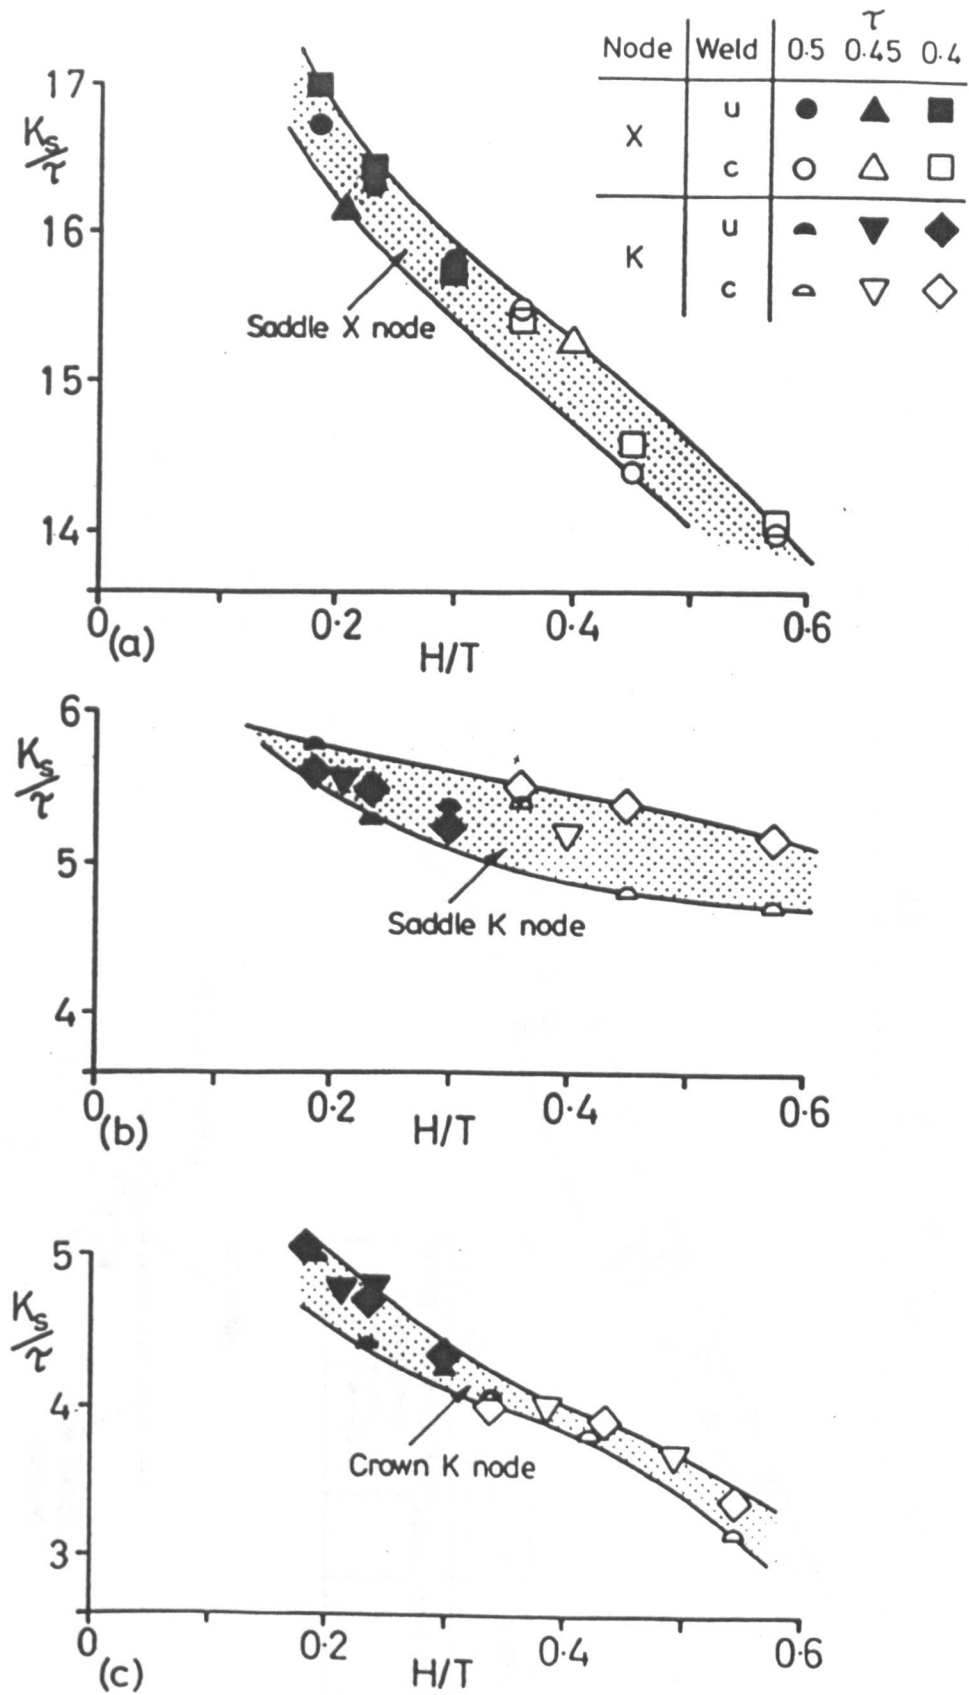 τ
Node Weld 0.5 0.45 0.4
X
u
c
K
u
c
17
Ks/τ
16
Saddle X node
15
14
0 0.2 0.4 0.6
(a)
H/T
6
Ks/τ
5
Saddle K node
4
0 0.2 0.4 0.6
(b)
H/T
5
Ks/τ
4
Crown K node
3
0 0.2 0.4 0.6
(c)
H/T